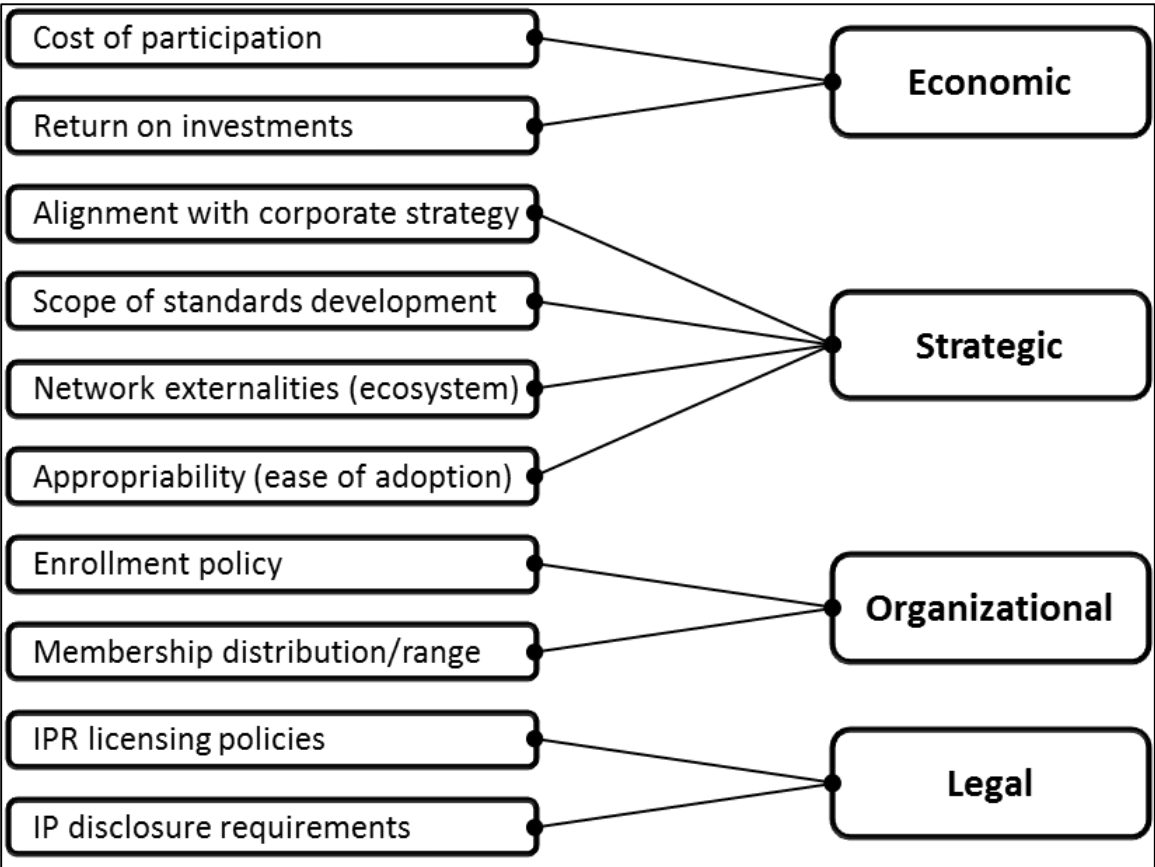 Cost of participation
Return on investments
Alignment with corporate strategy
Scope of standards development
Network externalities (ecosystem)
Appropriability (ease of adoption)
Enrollment policy
Membership distribution/range
IPR licensing policies
IP disclosure requirements
Economic
Strategic
Organizational
Legal